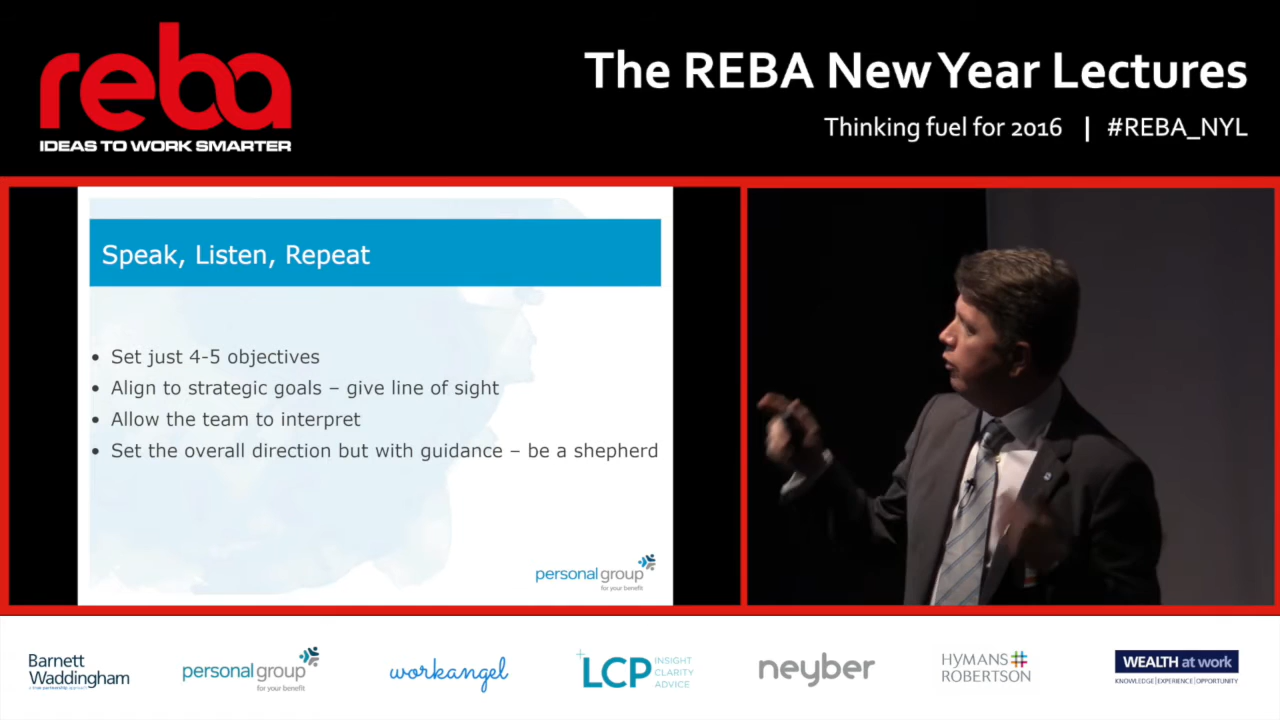 reba
IDEAS TO WORK SMARTER
The REBA New Year Lectures
Thinking fuel for 2016 | #REBA_NYL
Speak, Listen, Repeat
• Set just 4-5 objectives
• Align to strategic goals – give line of sight
• Allow the team to interpret
• Set the overall direction but with guidance – be a shepherd
personal group
for your benefit
Barnett
Waddingham
a true partnership approach
personal group
for your benefit
workangel
LCP INSIGHT
CLARITY
ADVICE
neyber
HYMANS
ROBERTSON
WEALTH at work
KNOWLEDGE|EXPERIENCE|OPPORTUNITY